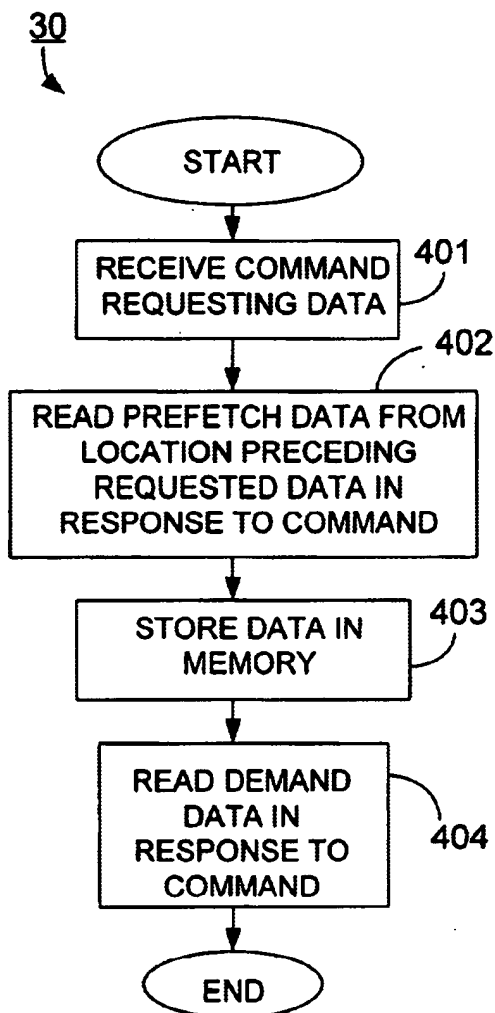 30
START
RECEIVE COMMAND
REQUESTING DATA
401
402
READ PREFETCH DATA FROM
LOCATION PRECEDING
REQUESTED DATA IN
RESPONSE TO COMMAND
STORE DATA IN
MEMORY
403
READ DEMAND
DATA IN
RESPONSE TO
COMMAND
404
END